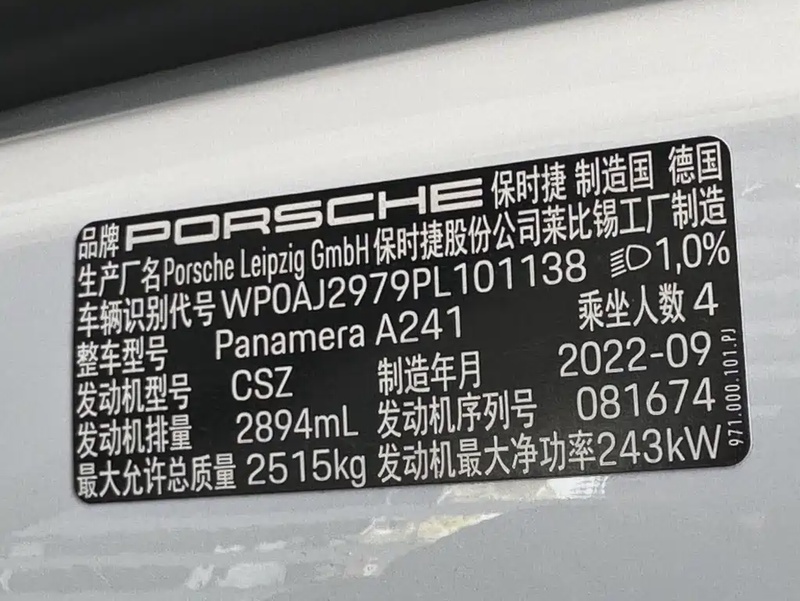 品牌 PORSCHE 保时捷 制造国 德国
生产厂名Porsche Leipzig GmbH 保时捷股份公司莱比锡工厂制造
车辆识别代号 WP0AJ2979PL101138 1,0%
整车型号 Panamera A241 乘坐人数 4
发动机型号 CSZ 制造年月 2022-09
发动机排量 2894mL 发动机序列号 081674
最大允许总质量 2515kg 发动机最大净功率243kW
971.000.101.PJ